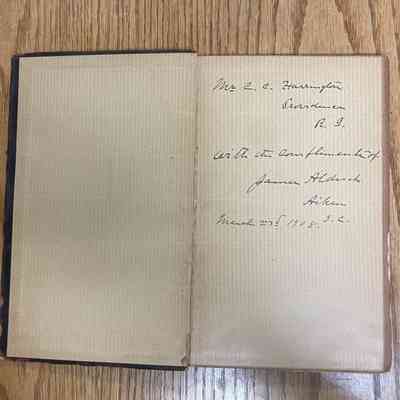 Mr E. C. Harrington
Providence
R. I.
with the compliments of
James Aldrich
Aiken
S. C.
March 23d 1908.